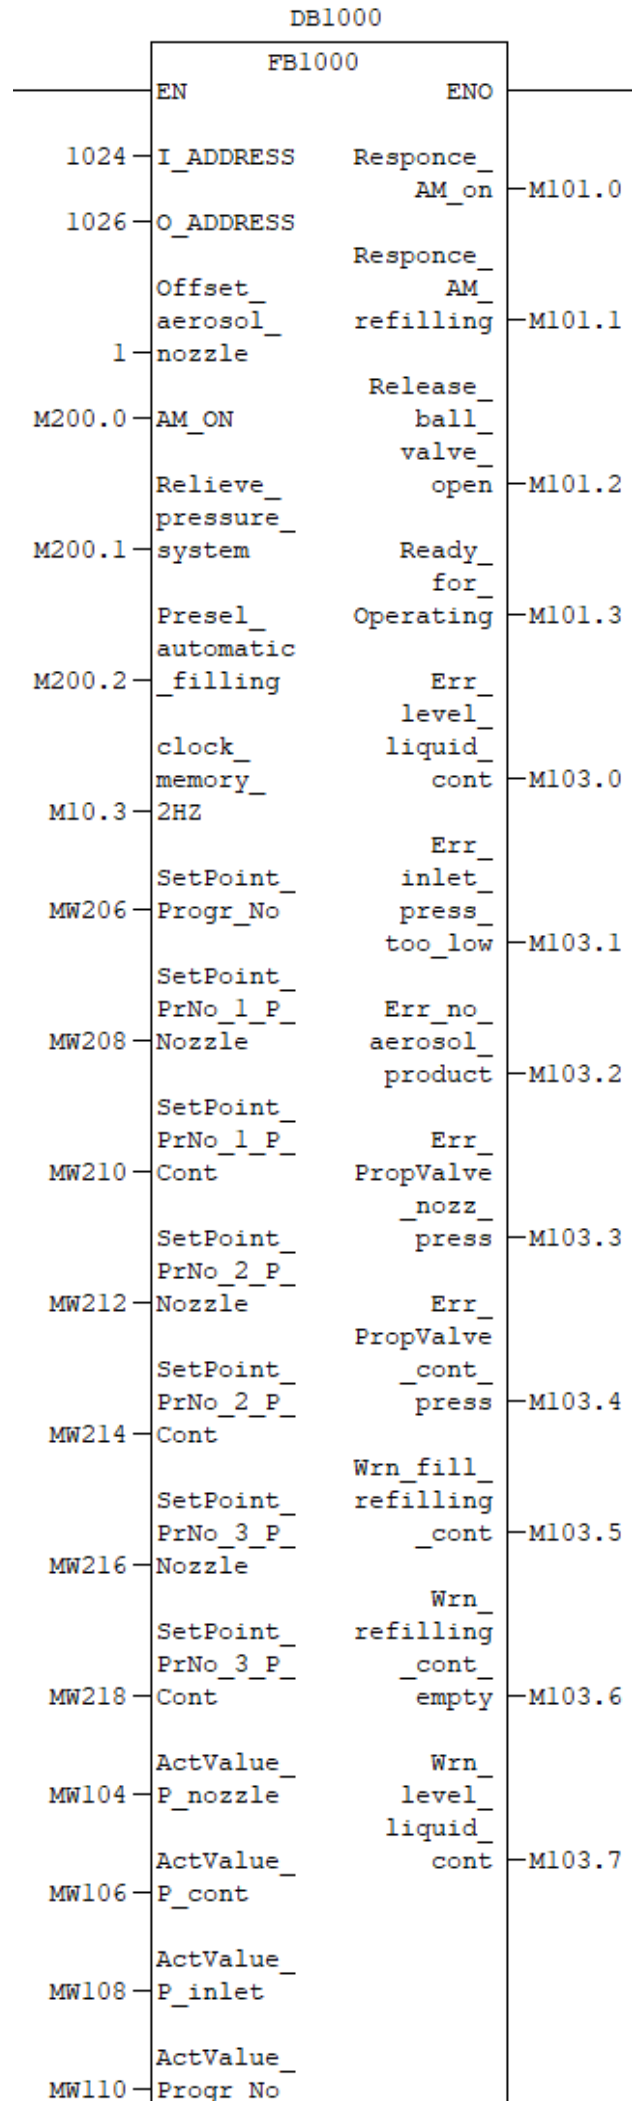 DB1000
FB1000
EN ENO
1024 I_ADDRESS Responce_
AM_on M101.0
1026 O_ADDRESS
Responce_
Offset_ AM_
aerosol_ refilling M101.1
1 nozzle
Release_
M200.0 AM_ON ball_
valve_
Relieve_ open M101.2
pressure_
M200.1 system Ready_
for_
Presel_ Operating M101.3
automatic
M200.2 _filling Err_
level_
clock_ liquid_
memory_ cont M103.0
M10.3 2HZ
Err_
SetPoint_ inlet_
MW206 Progr_No press_
too_low M103.1
SetPoint_
PrNo_1_P_ Err_no_
MW208 Nozzle aerosol_
product M103.2
SetPoint_
PrNo_1_P_ Err_
MW210 Cont PropValve
_nozz_
SetPoint_ press M103.3
PrNo_2_P_
MW212 Nozzle Err_
PropValve
SetPoint_ _cont_
PrNo_2_P_ press M103.4
MW214 Cont
Wrn_fill_
SetPoint_ refilling
PrNo_3_P_ _cont M103.5
MW216 Nozzle
Wrn_
SetPoint_ refilling
PrNo_3_P_ _cont_
MW218 Cont empty M103.6
ActValue_ Wrn_
MW104 P_nozzle level_
liquid_
ActValue_ cont M103.7
MW106 P_cont
ActValue_
MW108 P_inlet
ActValue_
MW110 Progr_No